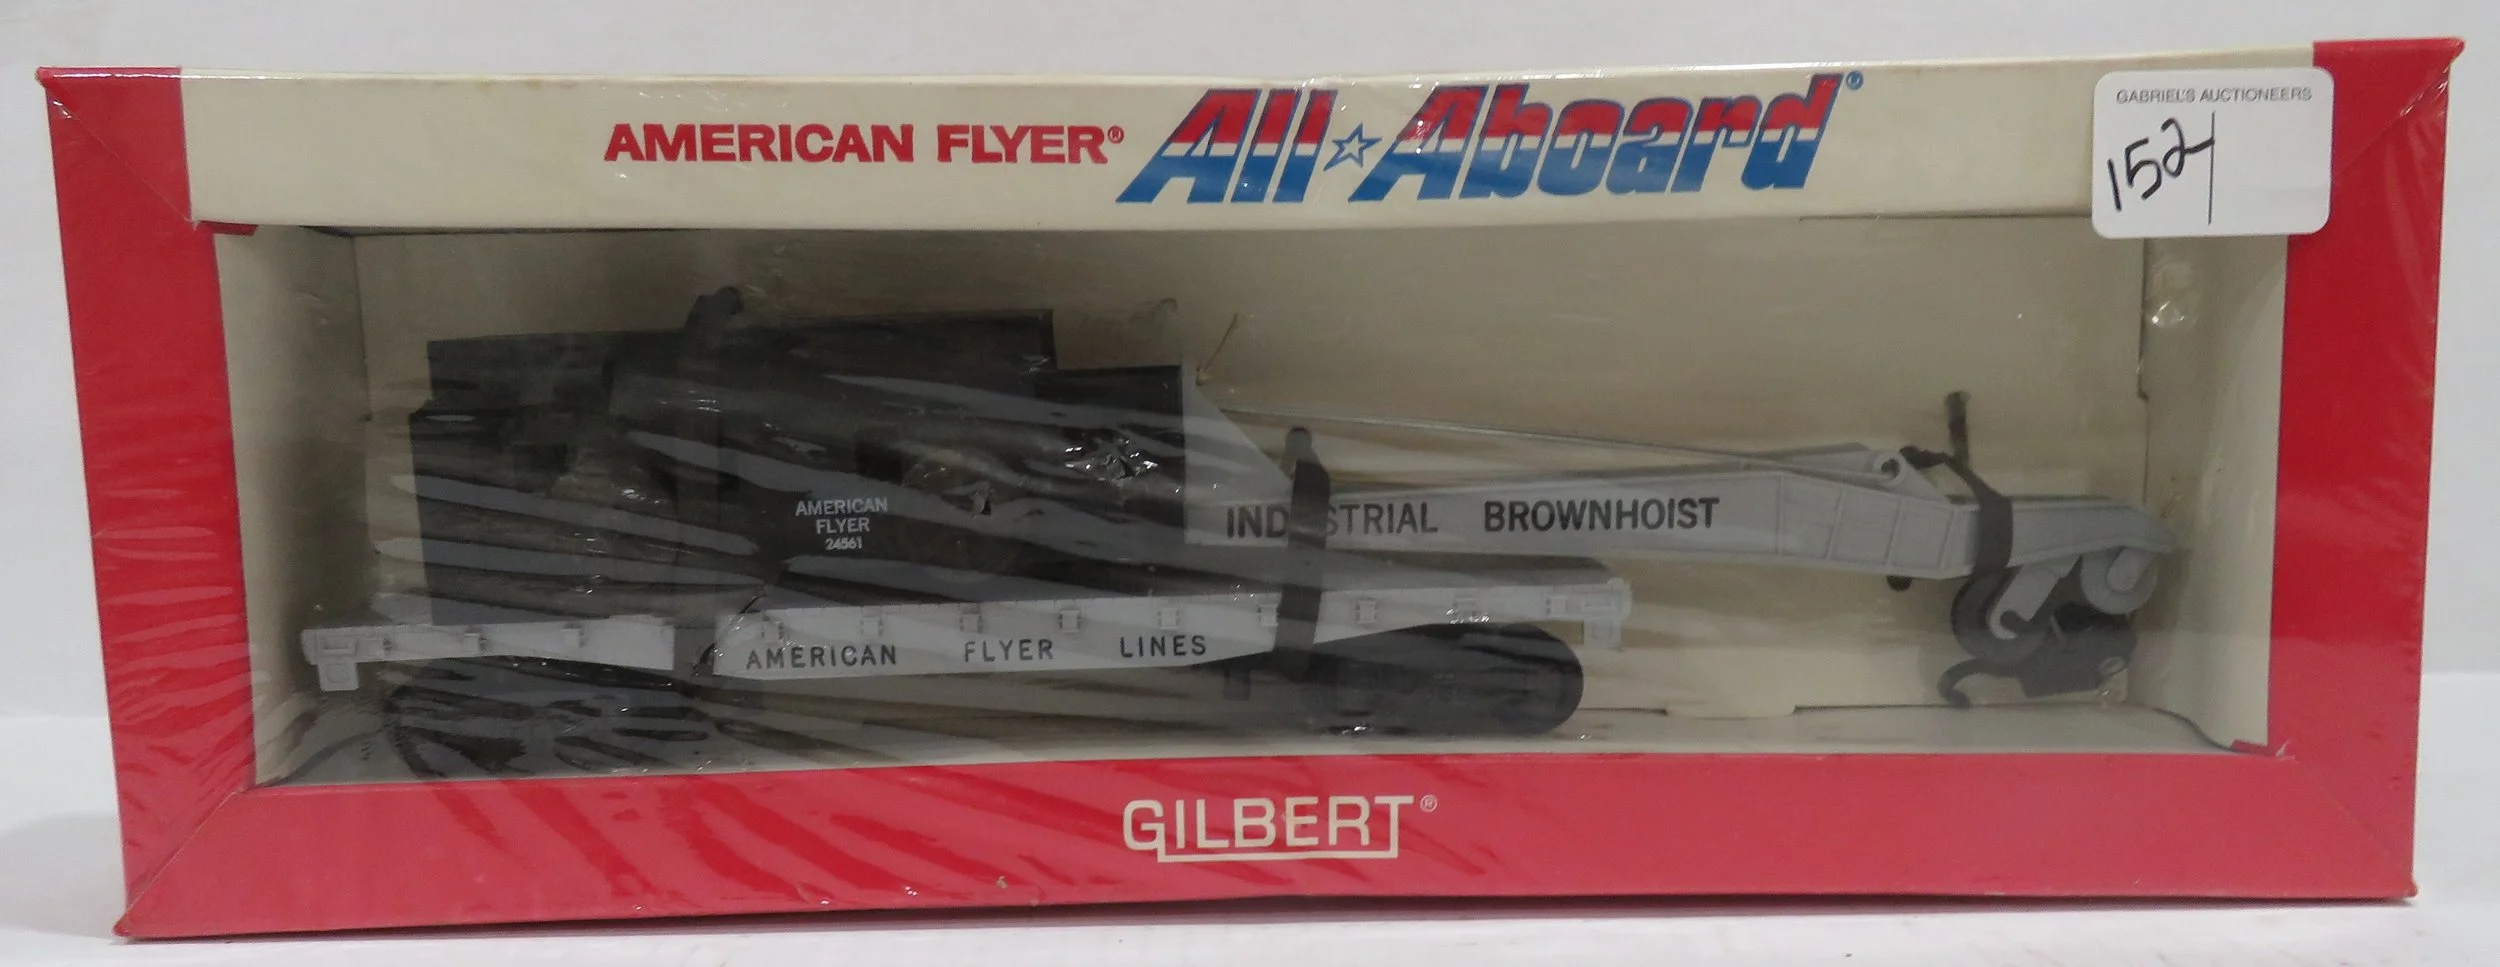 AMERICAN FLYER® All★Aboard®
GABRIEL'S AUCTIONEERS
152
AMERICAN
FLYER
24561
INDUSTRIAL BROWNHOIST
AMERICAN FLYER LINES
GILBERT®